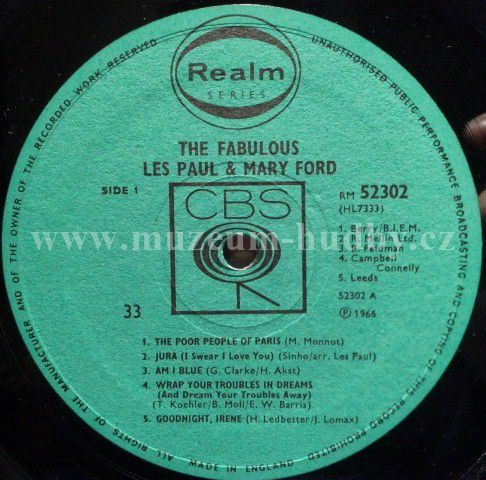 ALL RIGHTS OF THE MANUFACTURER AND OF THE OWNER OF THE RECORDED WORK RESERVED
UNAUTHORISED PUBLIC PERFORMANCE BROADCASTING AND COPYING OF THIS RECORD PROHIBITED
Realm
SERIES
THE FABULOUS
LES PAUL & MARY FORD
SIDE 1
RM 52302
(HL7333)
CBS
1. Berry/B.I.E.M.
2. Mellin Ltd.
3. B. Feldman
4. Campbell
Connelly
5. Leeds
www.muzeum-hudby.cz
52302 A
℗ 1966
33
1. THE POOR PEOPLE OF PARIS (M. Monnot)
2. JURA (I Swear I Love You) (Sinho/arr. Les Paul)
3. AM I BLUE (G. Clarke/H. Akst)
4. WRAP YOUR TROUBLES IN DREAMS
(And Dream Your Troubles Away)
(T. Kochler/B. Moll/E. W. Barris)
5. GOODNIGHT, IRENE (H. Ledbetter/J. Lomax)
MADE IN ENGLAND